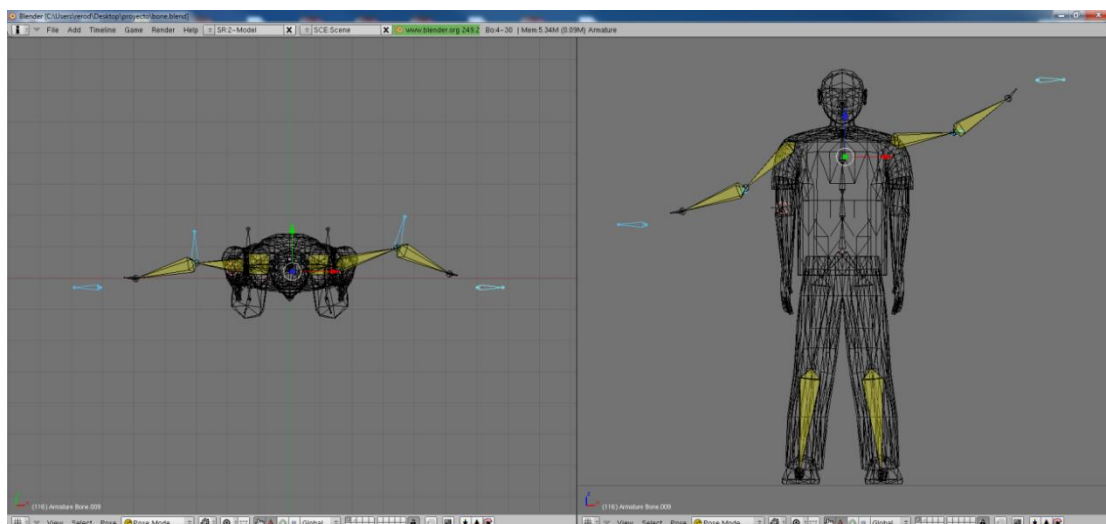 Blender [C:\Users\rerod\Desktop\proyecto\bone.blend]
File Add Timeline Game Render Help SR:2-Model X SCE:Scene X www.blender.org 249.2 Bo:4-30 | Mem:5.34M (0.09M) Armature
(116) Armature Bone.009
(116) Armature Bone.009
View Select Pose Pose Mode Global
View Select Pose Pose Mode Global